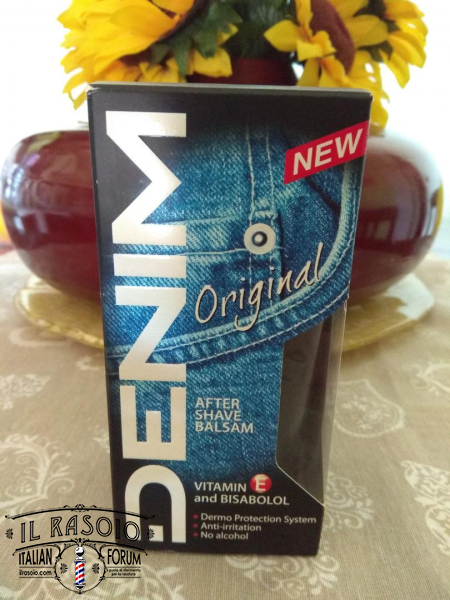 NEW
DENIM
Original
AFTER
SHAVE
BALSAM
VITAMIN E
and BISABOLOL
• Dermo Protection System
• Anti-irritation
• No alcohol
IL RASOIO
ITALIAN FORUM
ilrasoio.com